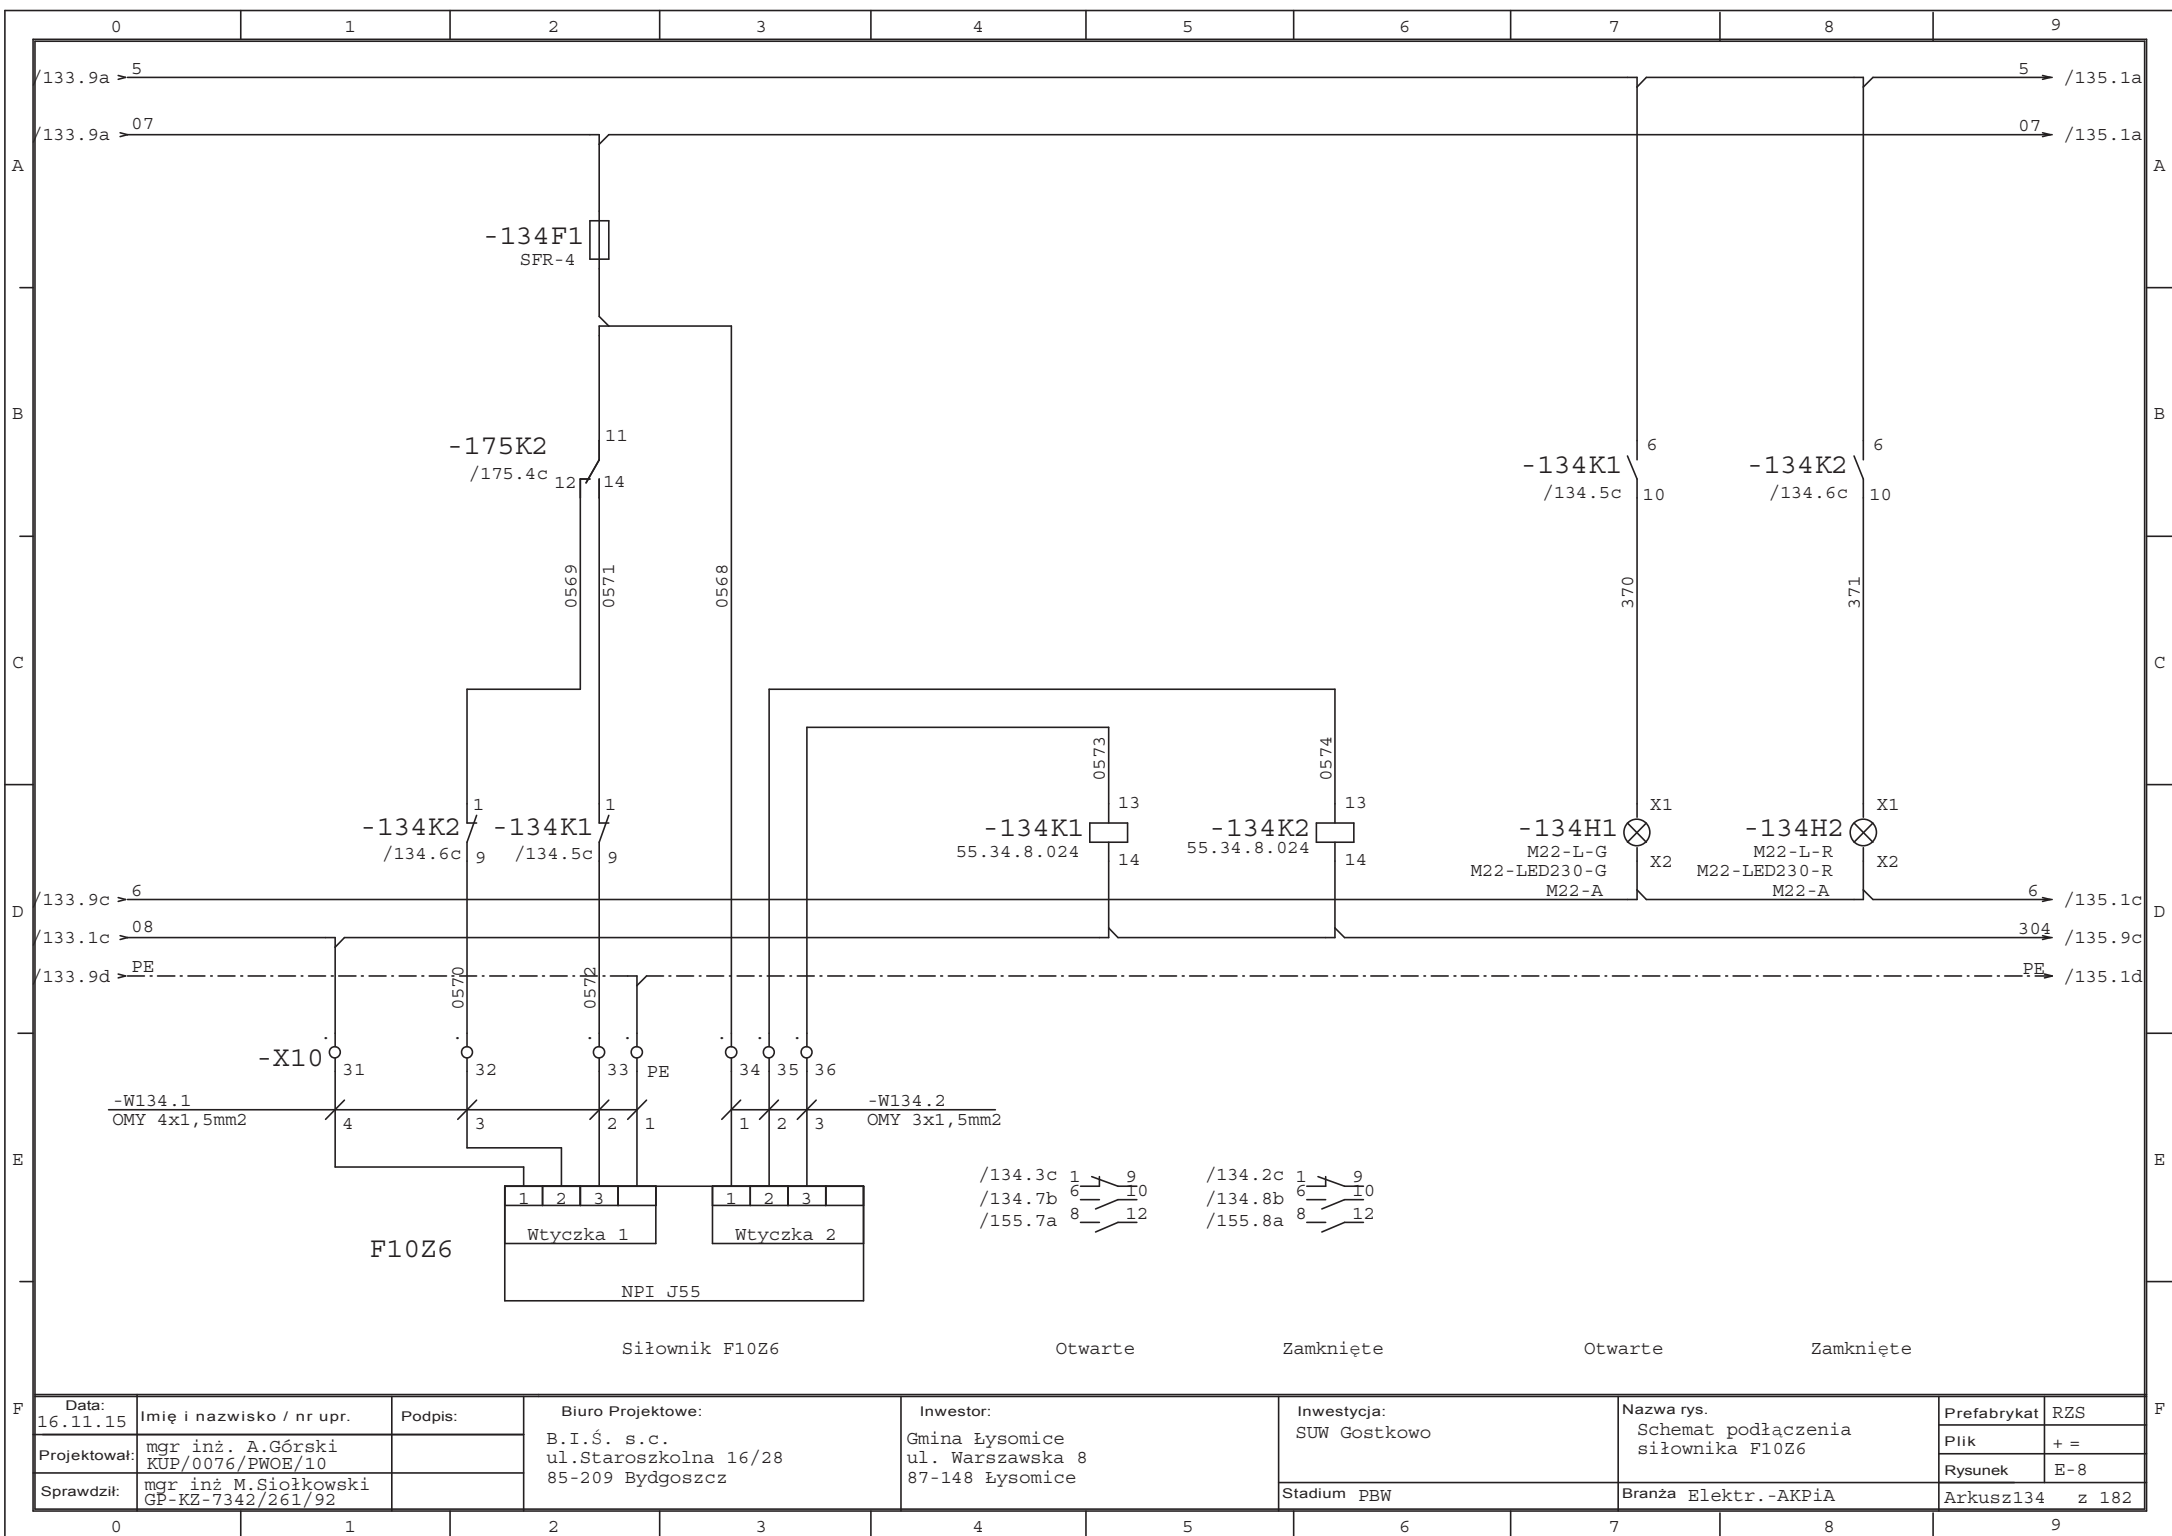 0 1 2 3 4 5 6 7 8 9
/133.9a 5 5 /135.1a
/133.9a 07 07 /135.1a
A A
-134F1
SFR-4
B B
-175K2 11
/175.4c 12 14
-134K1 6
/134.5c 10
-134K2 6
/134.6c 10
0569 0571 0568 370 371
C C
0573 0574
1 1 13 13 X1 X1
-134K2 -134K1 -134K1 -134K2 -134H1 -134H2
/134.6c 9 /134.5c 9 55.34.8.024 14 55.34.8.024 14
M22-L-G X2 M22-L-R X2
M22-LED230-G M22-LED230-R
M22-A M22-A
/133.9c 6 6 /135.1c
D D
/133.1c 08 304 /135.9c
/133.9d PE PE /135.1d
0570 0572
-X10 31 32 33 PE 34 35 36
-W134.1 -W134.2
OMY 4x1,5mm2 4 3 2 1 1 2 3 OMY 3x1,5mm2
E E
/134.3c 1 9 /134.2c 1 9
/134.7b 6 10 /134.8b 6 10
/155.7a 8 12 /155.8a 8 12
1 2 3 1 2 3
Wtyczka 1 Wtyczka 2
F10Z6
NPI J55
Siłownik F10Z6 Otwarte Zamknięte Otwarte Zamknięte
F F
Data:
16.11.15
Imię i nazwisko / nr upr.
Podpis:
Projektował:
mgr inż. A.Górski
KUP/0076/PWOE/10
Sprawdził:
mgr inż M.Siołkowski
GP-KZ-7342/261/92
Biuro Projektowe:
B.I.Ś. s.c.
ul.Staroszkolna 16/28
85-209 Bydgoszcz
Inwestor:
Gmina Łysomice
ul. Warszawska 8
87-148 Łysomice
Inwestycja:
SUW Gostkowo
Stadium PBW
Nazwa rys.
Schemat podłączenia
siłownika F10Z6
Branża Elektr.-AKPiA
Prefabrykat RZS
Plik + =
Rysunek E-8
Arkusz134 z 182
0 1 2 3 4 5 6 7 8 9